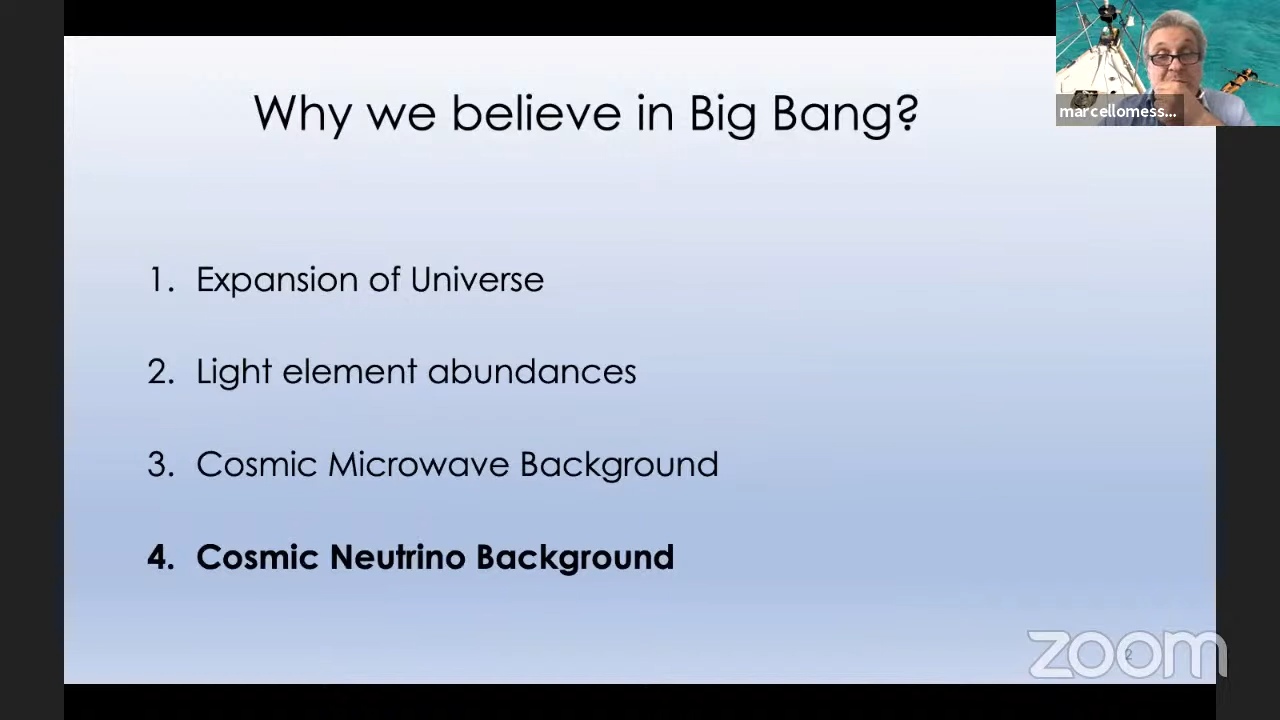 Why we believe in Big Bang?
marcellomess...
1. Expansion of Universe
2. Light element abundances
3. Cosmic Microwave Background
4. Cosmic Neutrino Background
zoom
2